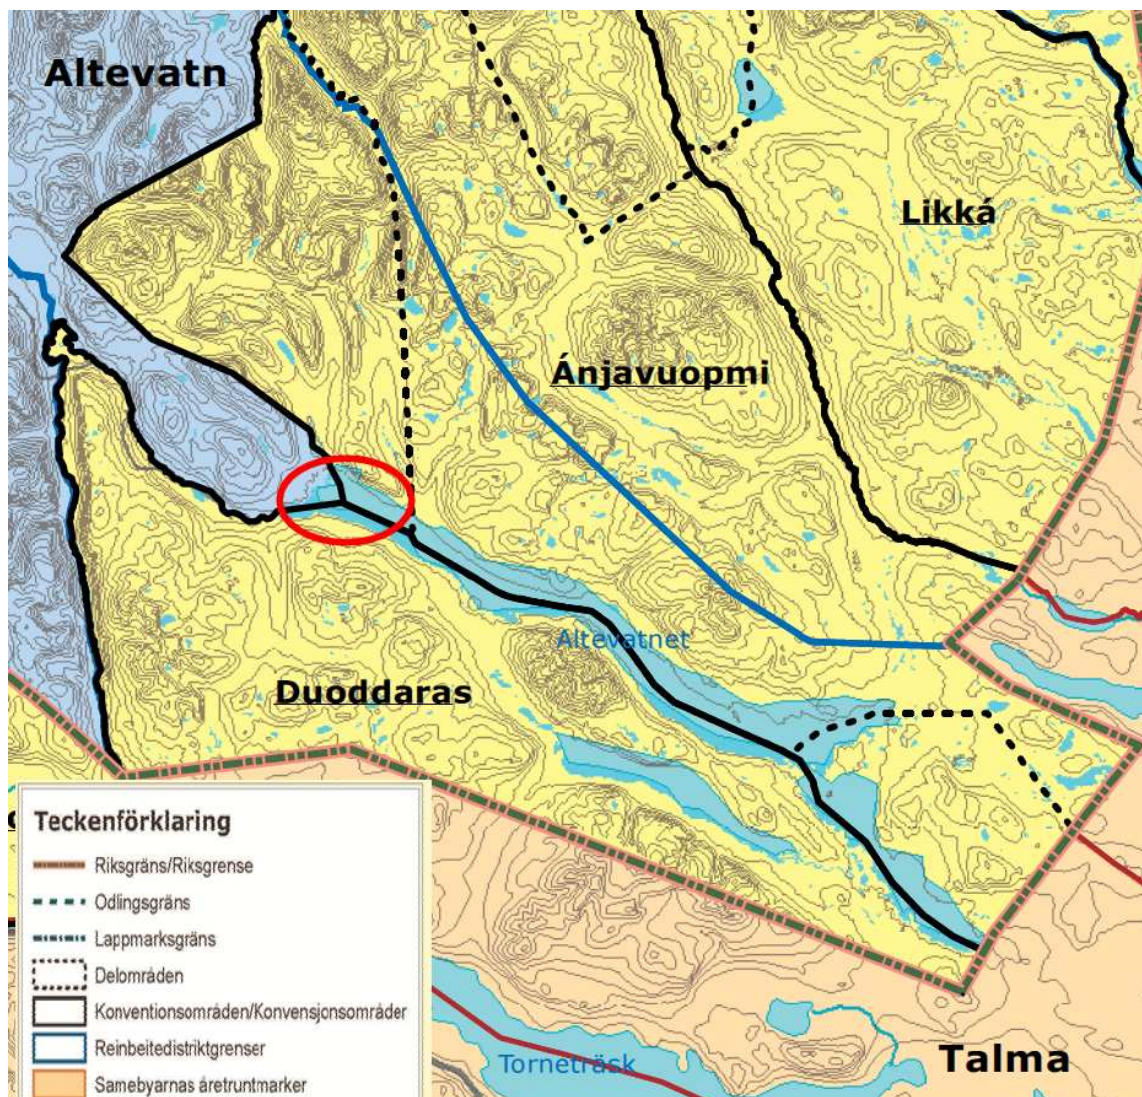 Altevatn
Likká
Ánjavuopmi
Altevatnet
Duoddaras
Teckenförklaring
Riksgräns/Riksgrense
Odlingsgräns
Lappmarksgräns
Delområden
Konventionsområden/Konvensjonsområder
Reinbeitedistriktgrenser
Samebyarnas åretruntmarker
Torneträsk
Talma